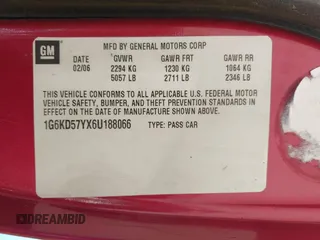 GM
MFD BY GENERAL MOTORS CORP
DATE GVWR GAWR FRT GAWR RR
02/06 2294 KG 1230 KG 1064 KG
5057 LB 2711 LB 2346 LB
THIS VEHICLE CONFORMS TO ALL APPLICABLE U.S. FEDERAL MOTOR
VEHICLE SAFETY, BUMPER, AND THEFT PREVENTION STANDARDS IN
EFFECT ON THE DATE OF MANUFACTURE SHOWN ABOVE.
1G6KD57YX6U188066 TYPE: PASS CAR
DREAMBID